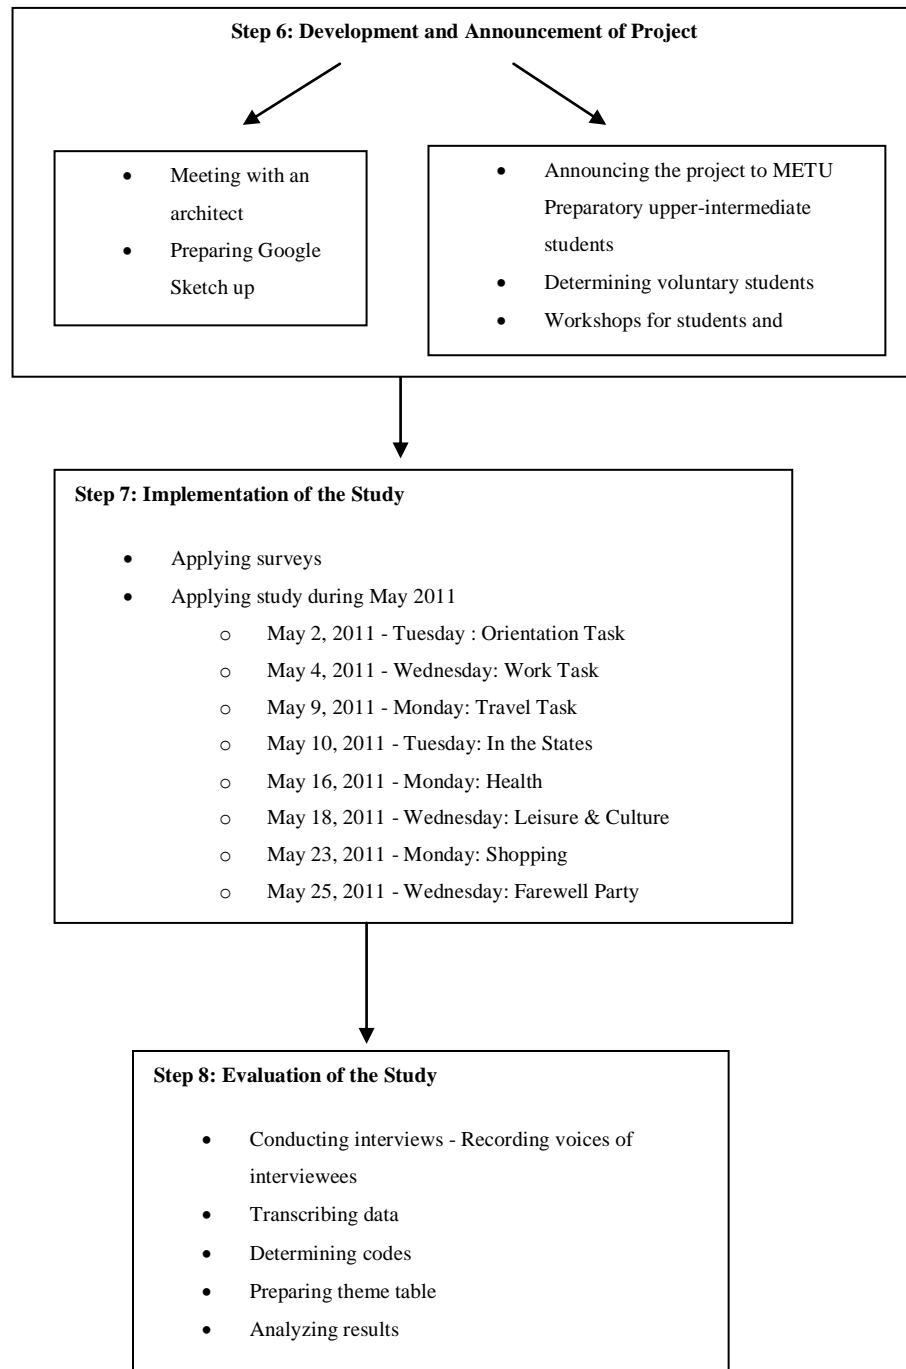 Step 6: Development and Announcement of Project
• Meeting with an
architect
• Preparing Google
Sketch up
• Announcing the project to METU
Preparatory upper-intermediate
students
• Determining voluntary students
• Workshops for students and
Step 7: Implementation of the Study
• Applying surveys
• Applying study during May 2011
o May 2, 2011 - Tuesday : Orientation Task
o May 4, 2011 - Wednesday: Work Task
o May 9, 2011 - Monday: Travel Task
o May 10, 2011 - Tuesday: In the States
o May 16, 2011 - Monday: Health
o May 18, 2011 - Wednesday: Leisure & Culture
o May 23, 2011 - Monday: Shopping
o May 25, 2011 - Wednesday: Farewell Party
Step 8: Evaluation of the Study
• Conducting interviews - Recording voices of
interviewees
• Transcribing data
• Determining codes
• Preparing theme table
• Analyzing results